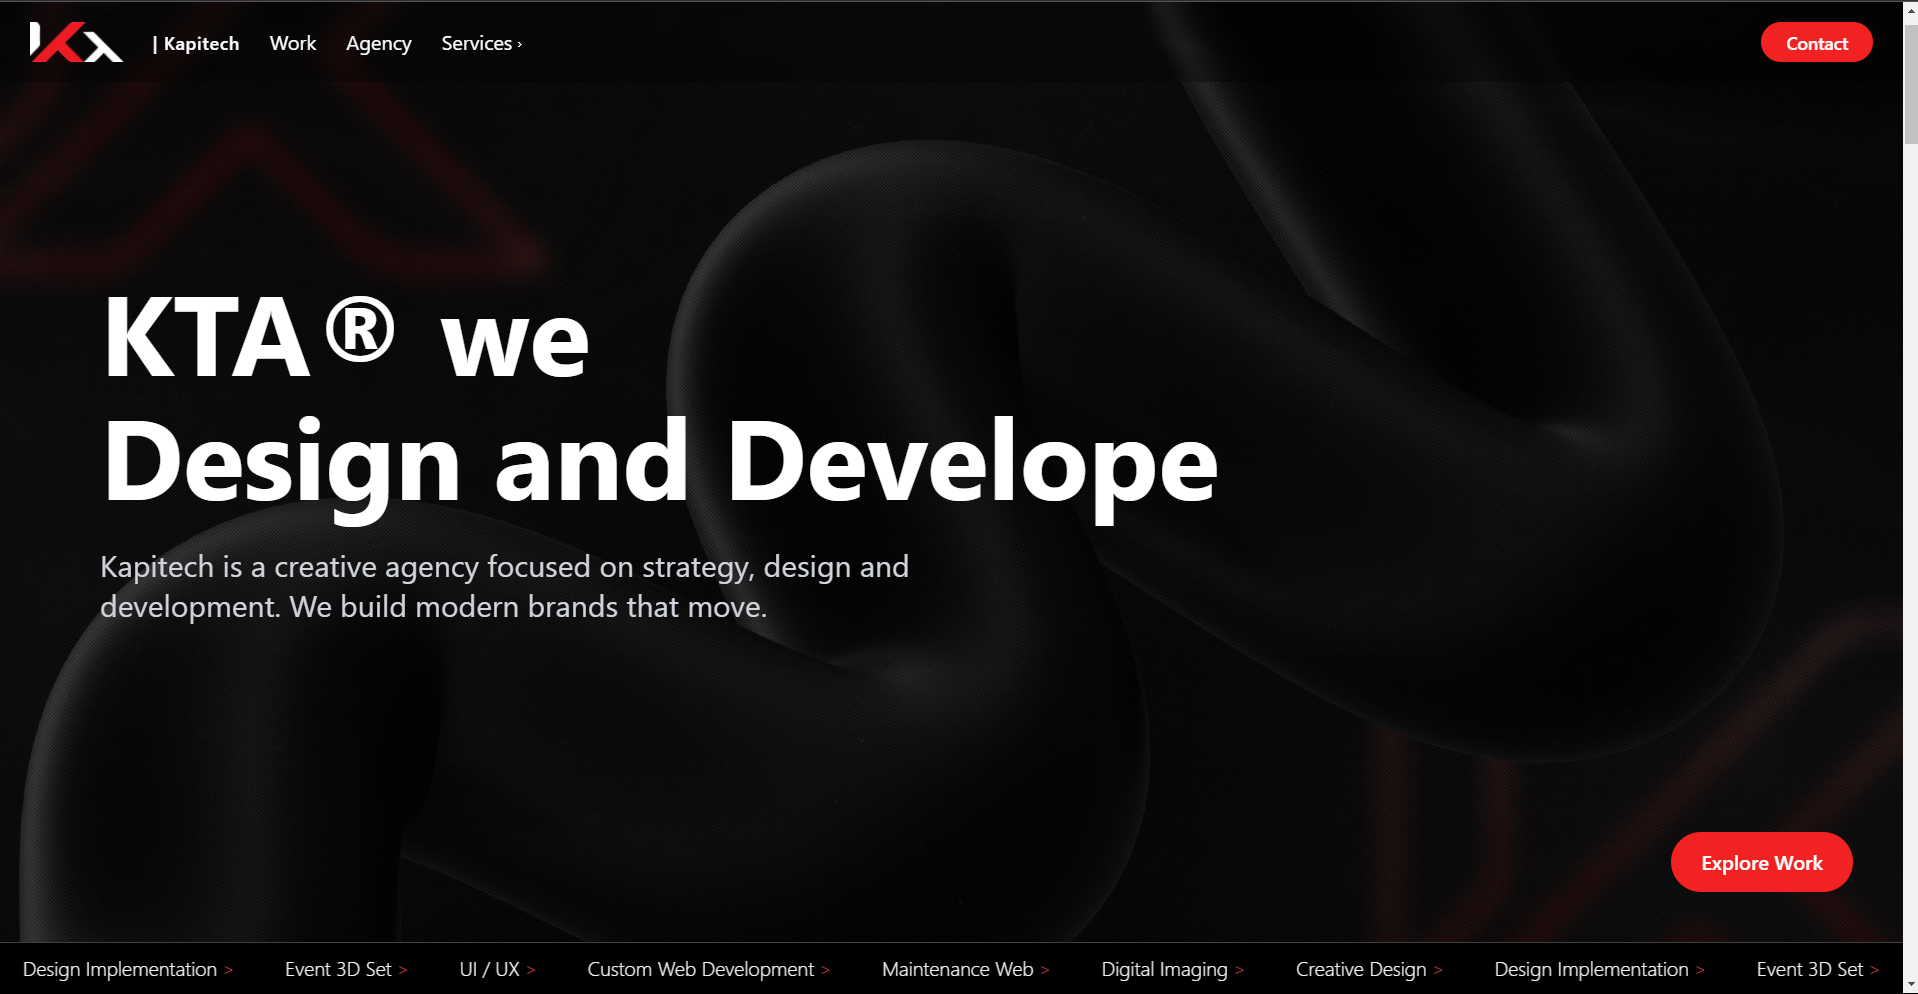 Kx | Kapitech Work Agency Services › Contact
KTA® we
Design and Develope
Kapitech is a creative agency focused on strategy, design and
development. We build modern brands that move.
Explore Work
Design Implementation > Event 3D Set > UI / UX > Custom Web Development > Maintenance Web > Digital Imaging > Creative Design > Design Implementation > Event 3D Set >